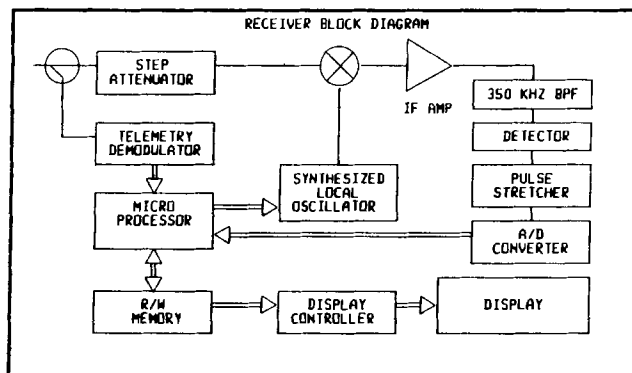 RECEIVER BLOCK DIAGRAM
STEP
ATTENUATOR
IF AMP
350 KHZ BPF
TELEMETRY
DEMODULATOR
DETECTOR
SYNTHESIZED
LOCAL
OSCILLATOR
PULSE
STRETCHER
MICRO
PROCESSOR
A/D
CONVERTER
R/W
MEMORY
DISPLAY
CONTROLLER
DISPLAY